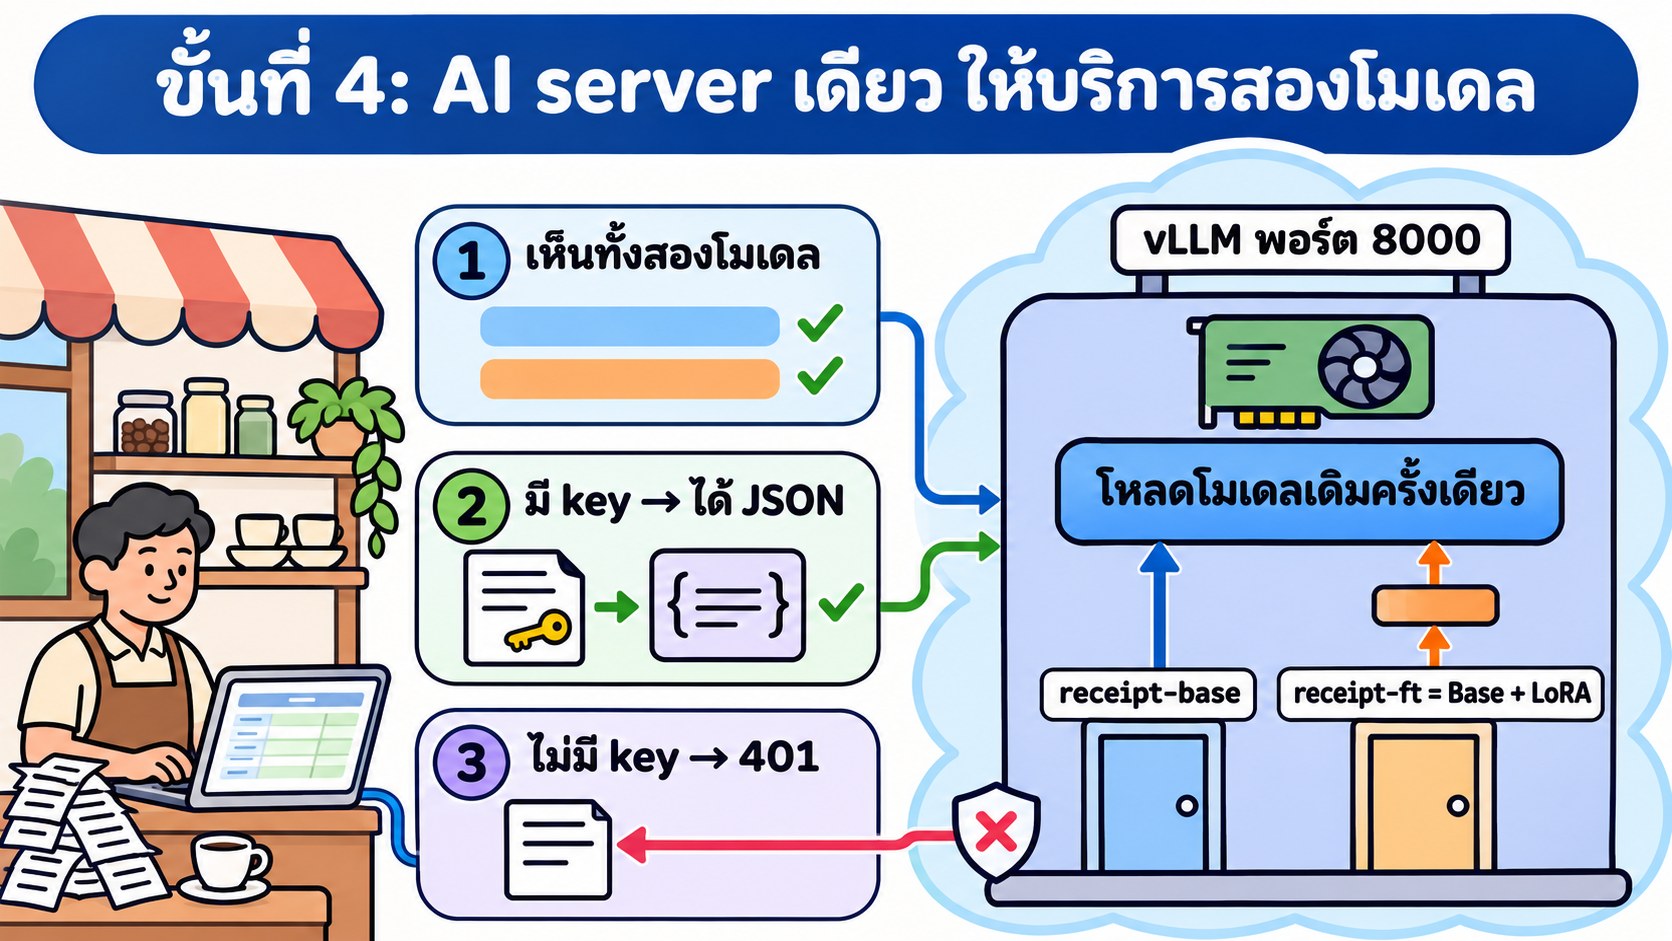 ขั้นที่ 4: AI server เดียว ให้บริการสองโมเดล
1 เห็นทั้งสองโมเดล
2 มี key → ได้ JSON
{ }
3 ไม่มี key → 401
vLLM พอร์ต 8000
โหลดโมเดลเดิมครั้งเดียว
receipt-base
receipt-ft = Base + LoRA